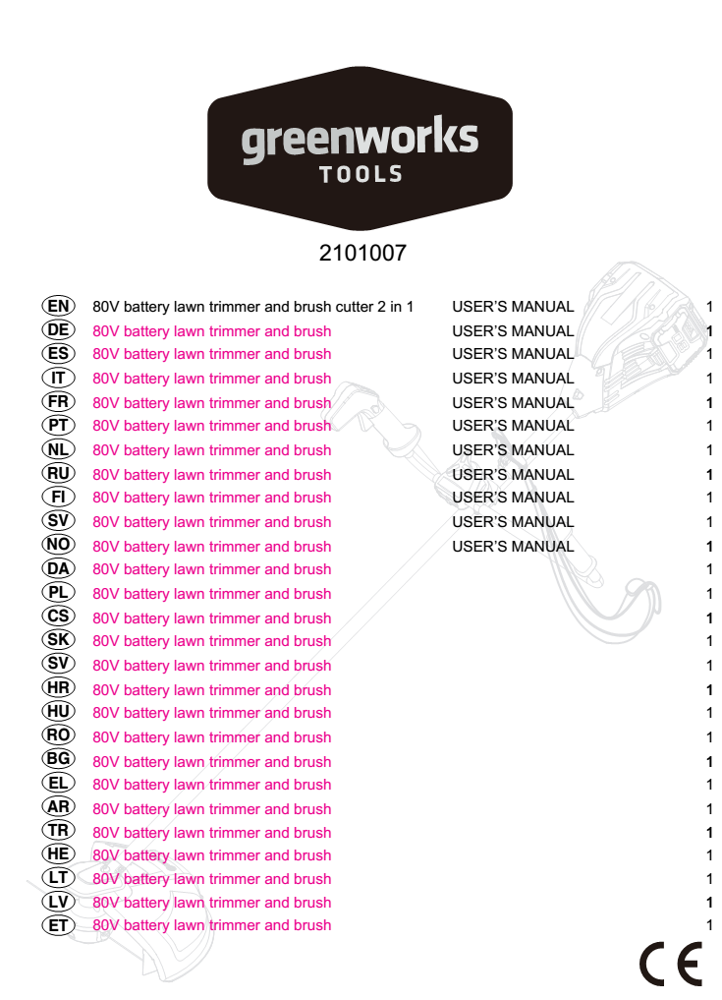 greenworks
TOOLS
2101007
EN 80V battery lawn trimmer and brush cutter 2 in 1 USER'S MANUAL 1
DE 80V battery lawn trimmer and brush USER'S MANUAL 1
ES 80V battery lawn trimmer and brush USER'S MANUAL 1
IT 80V battery lawn trimmer and brush USER'S MANUAL 1
FR 80V battery lawn trimmer and brush USER'S MANUAL 1
PT 80V battery lawn trimmer and brush USER'S MANUAL 1
NL 80V battery lawn trimmer and brush USER'S MANUAL 1
RU 80V battery lawn trimmer and brush USER'S MANUAL 1
FI 80V battery lawn trimmer and brush USER'S MANUAL 1
SV 80V battery lawn trimmer and brush USER'S MANUAL 1
NO 80V battery lawn trimmer and brush USER'S MANUAL 1
DA 80V battery lawn trimmer and brush 1
PL 80V battery lawn trimmer and brush 1
CS 80V battery lawn trimmer and brush 1
SK 80V battery lawn trimmer and brush 1
SV 80V battery lawn trimmer and brush 1
HR 80V battery lawn trimmer and brush 1
HU 80V battery lawn trimmer and brush 1
RO 80V battery lawn trimmer and brush 1
BG 80V battery lawn trimmer and brush 1
EL 80V battery lawn trimmer and brush 1
AR 80V battery lawn trimmer and brush 1
TR 80V battery lawn trimmer and brush 1
HE 80V battery lawn trimmer and brush 1
LT 80V battery lawn trimmer and brush 1
LV 80V battery lawn trimmer and brush 1
ET 80V battery lawn trimmer and brush 1
CE